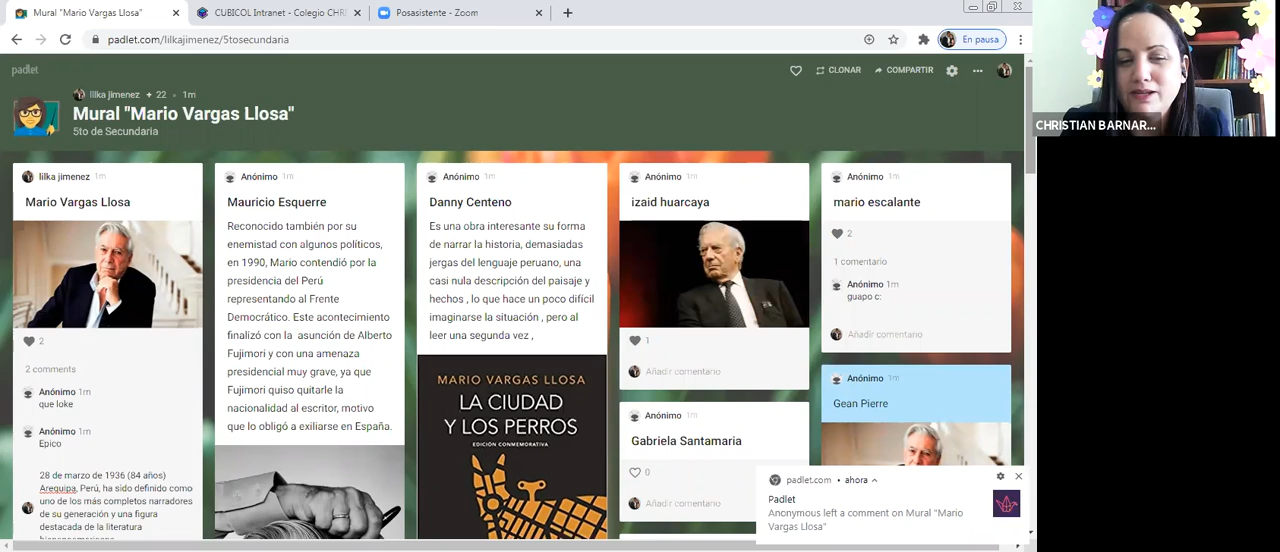 Mural "Mario Vargas Llosa"
CUBICOL Intranet - Colegio CHRI
Posasistente - Zoom
padlet.com/lilkajimenez/5tosecundaria
En pausa
padlet
CLONAR
COMPARTIR
lilka jimenez + 22 • 1m
Mural "Mario Vargas Llosa"
5to de Secundaria
lilka jimenez 1m
Mario Vargas Llosa
2
2 comments
Anónimo 1m
que loke
Anónimo 1m
Epico
28 de marzo de 1936 (84 años)
Arequipa, Perú, ha sido definido como
uno de los más completos narradores
de su generación y una figura
destacada de la literatura
Anónimo 1m
Mauricio Esquerre
Reconocido también por su
enemistad con algunos políticos,
en 1990, Mario contendió por la
presidencia del Perú
representando al Frente
Democrático. Este acontecimiento
finalizó con la asunción de Alberto
Fujimori y con una amenaza
presidencial muy grave, ya que
Fujimori quiso quitarle la
nacionalidad al escritor, motivo
que lo obligó a exiliarse en España.
Anónimo 1m
Danny Centeno
Es una obra interesante su forma
de narrar la historia, demasiadas
jergas del lenguaje peruano, una
casi nula descripción del paisaje y
hechos , lo que hace un poco difícil
imaginarse la situación , pero al
leer una segunda vez ,
MARIO VARGAS LLOSA
LA CIUDAD
Y LOS PERROS
EDICIÓN CONMEMORATIVA
Anónimo 1m
izaid huarcaya
1
Añadir comentario
Anónimo 1m
Gabriela Santamaria
0
Añadir comentario
Anónimo 1m
mario escalante
2
1 comentario
Anónimo 1m
guapo c:
Añadir comentario
Anónimo 1m
Gean Pierre
padlet.com • ahora
Padlet
Anonymous left a comment on Mural "Mario
Vargas Llosa"
CHRISTIAN BARNAR...